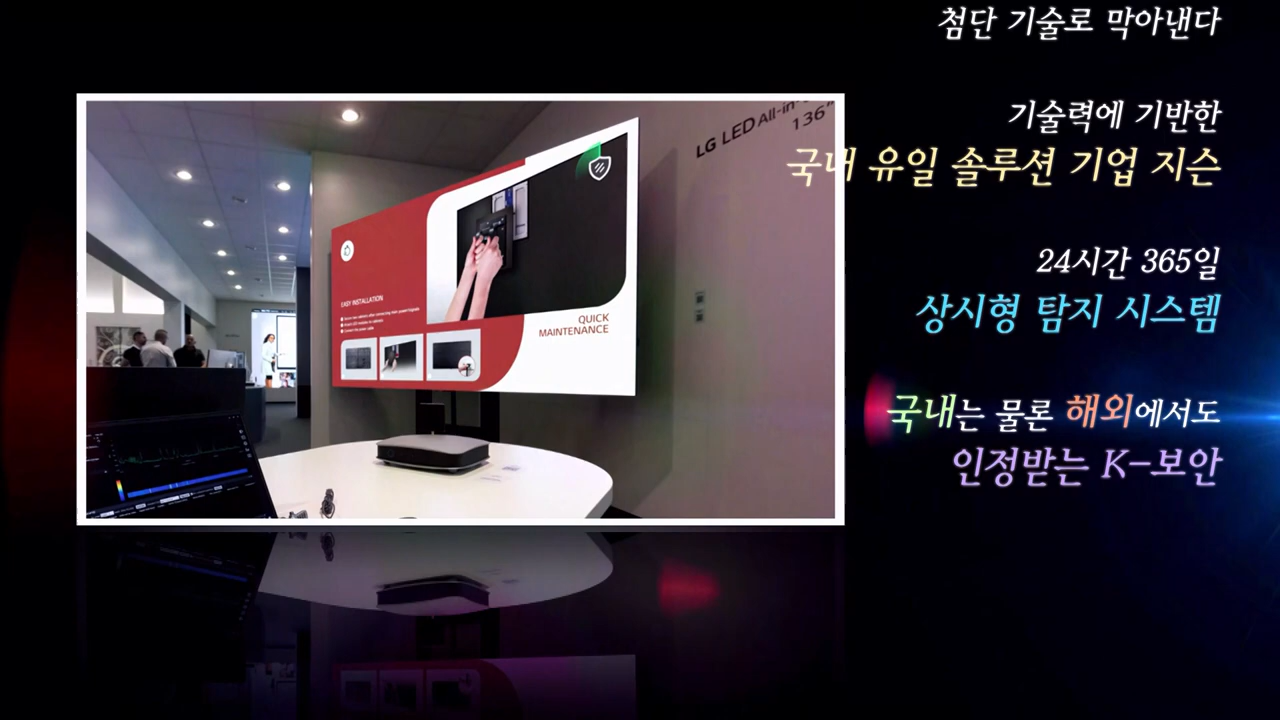 첨단 기술로 막아낸다
기술력에 기반한
국내 유일 솔루션 기업 지슨
24시간 365일
상시형 탐지 시스템
국내는 물론 해외에서도
인정받는 K-보안
LG LED All-in-
136"
EASY INSTALLATION
QUICK
MAINTENANCE